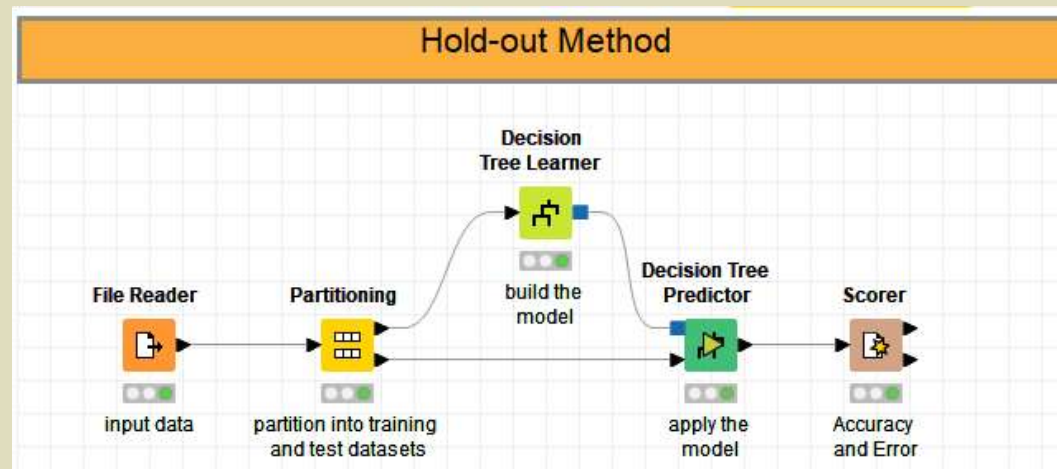 Hold-out Method
Decision
Tree Learner
build the
model
File Reader
input data
Partitioning
partition into training
and test datasets
Decision Tree
Predictor
apply the
model
Scorer
Accuracy
and Error